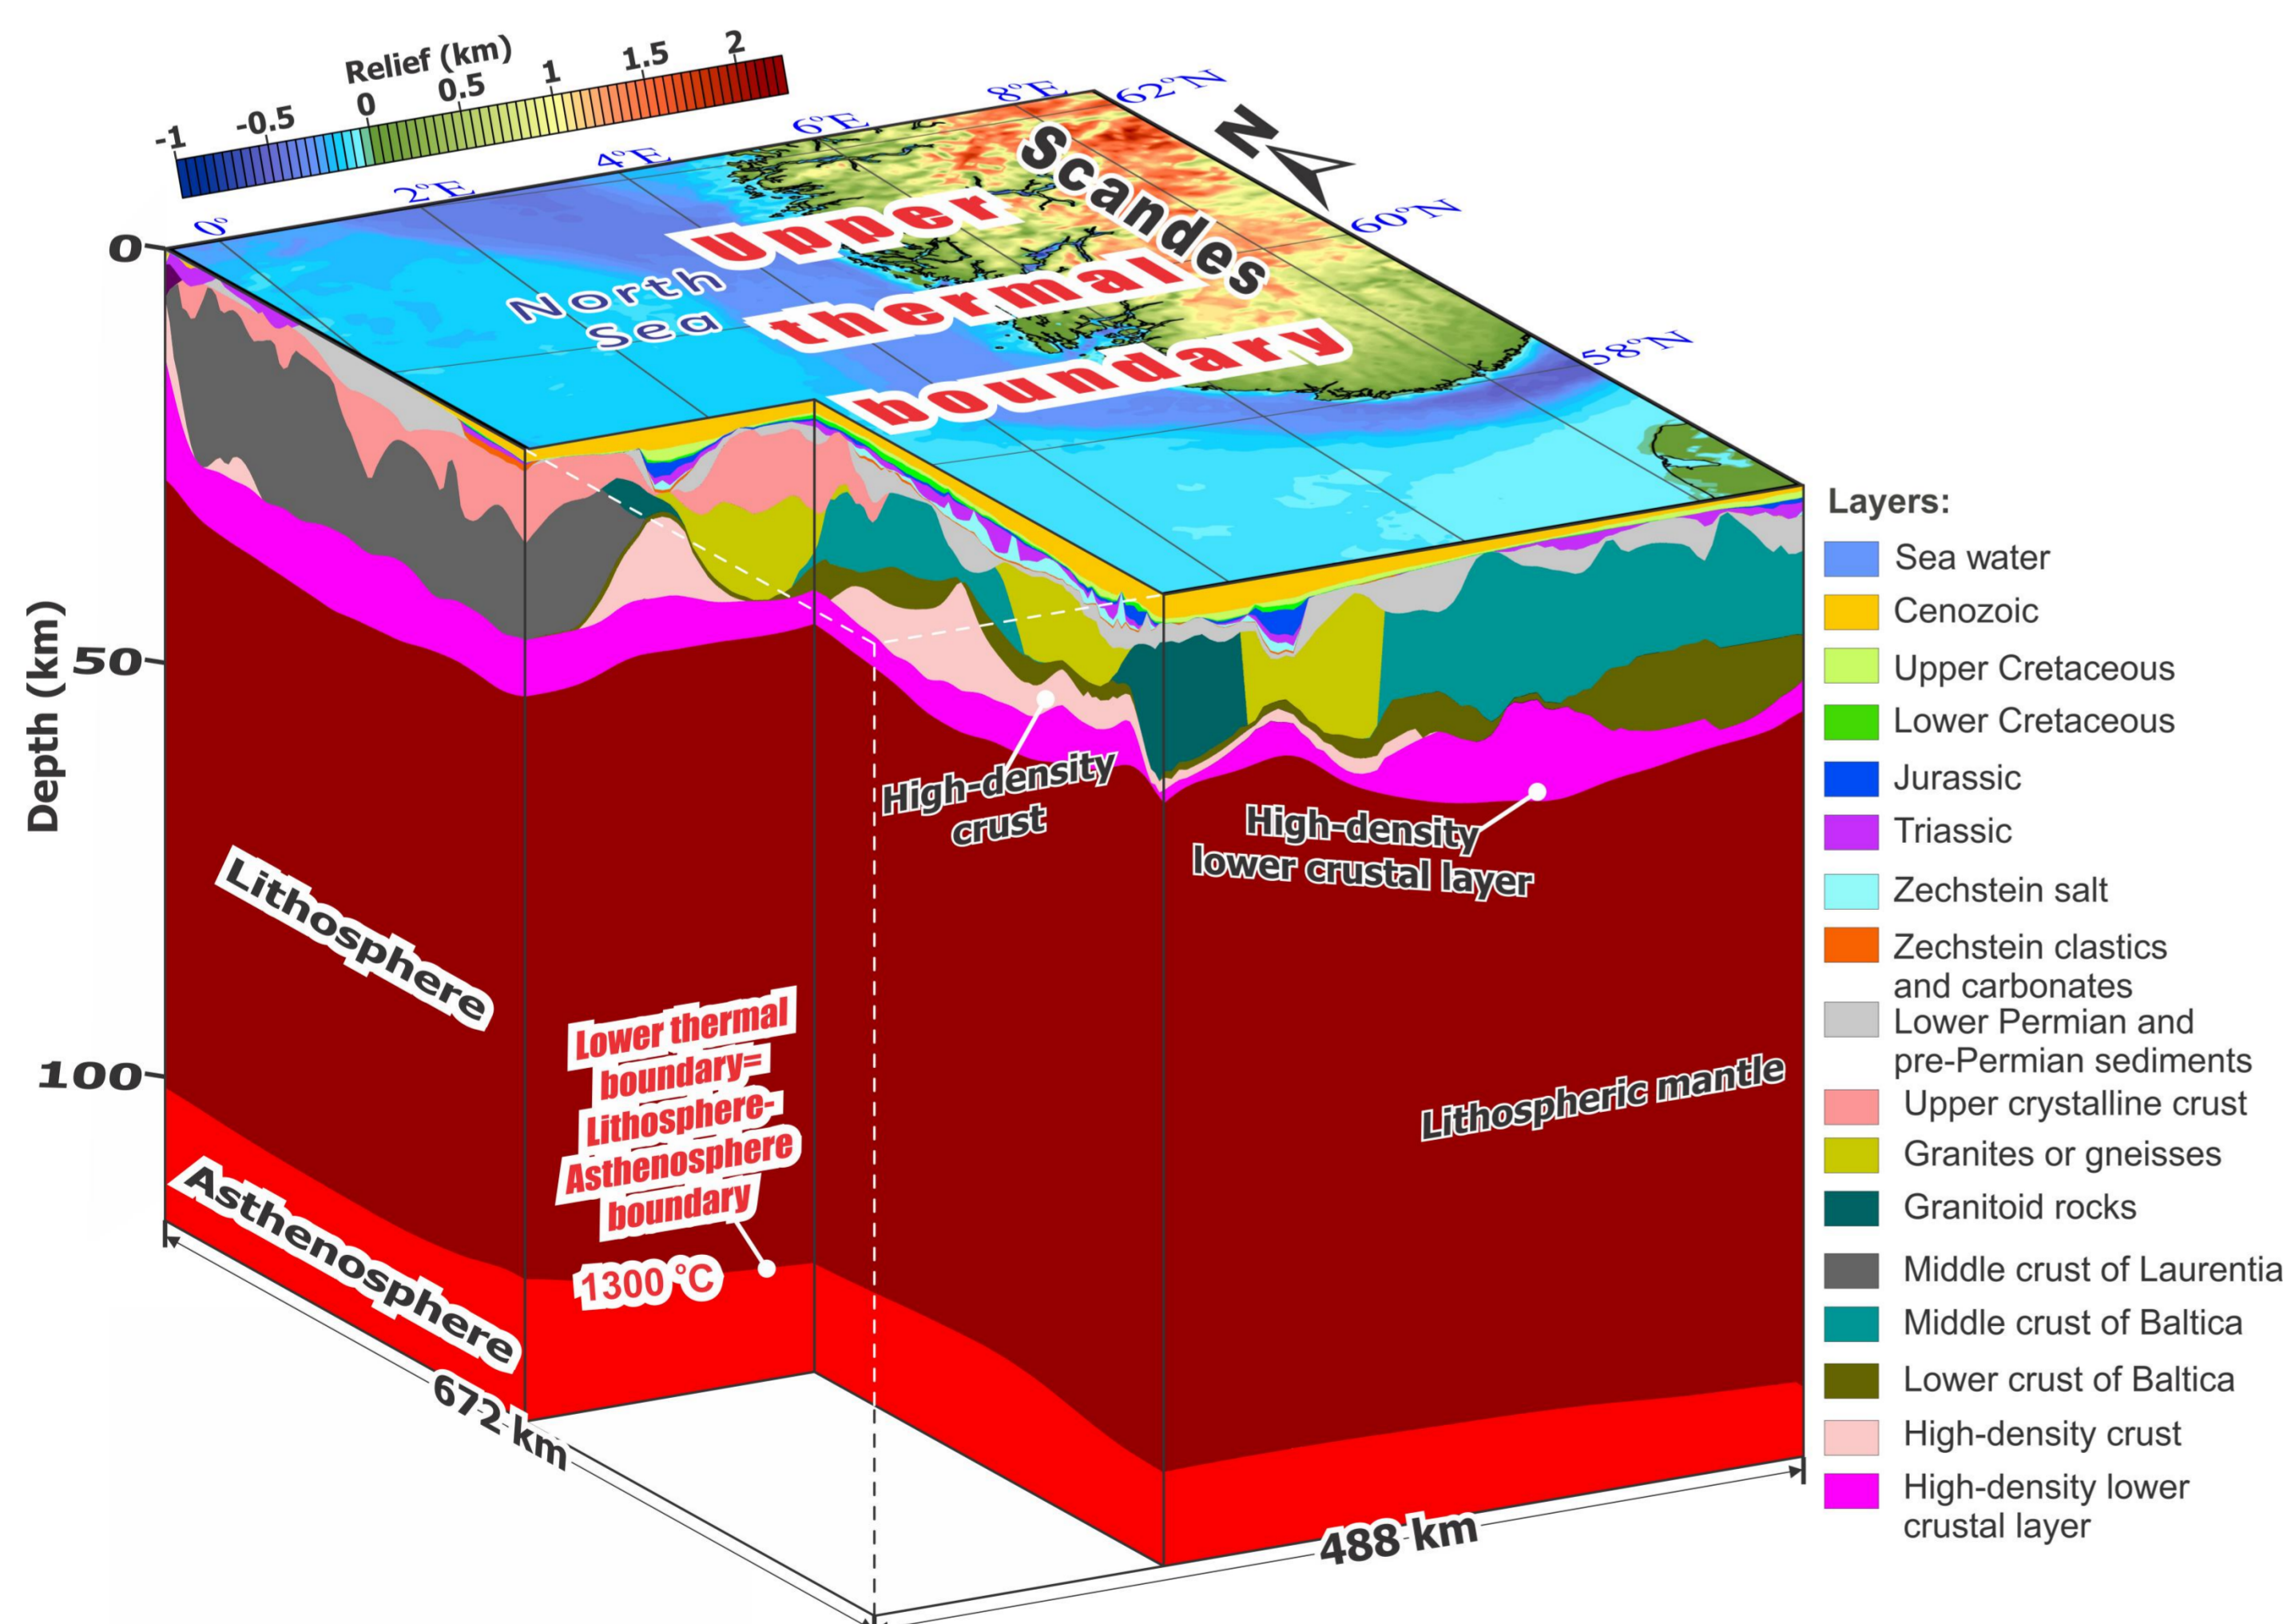 Relief (km)
-1 -0.5 0 0.5 1 1.5 2
0° 2°E 4°E 6°E 8°E 62°N
60°N
58°N
N
Scandes
North
Sea
Upper
thermal
boundary
0
50
100
Depth (km)
High-density
crust
High-density
lower crustal layer
Lithosphere
Lower thermal
boundary=
Lithosphere-
Asthenosphere
boundary
1300 °C
Lithospheric mantle
Asthenosphere
672 km
488 km
Layers:
Sea water
Cenozoic
Upper Cretaceous
Lower Cretaceous
Jurassic
Triassic
Zechstein salt
Zechstein clastics
and carbonates
Lower Permian and
pre-Permian sediments
Upper crystalline crust
Granites or gneisses
Granitoid rocks
Middle crust of Laurentia
Middle crust of Baltica
Lower crust of Baltica
High-density crust
High-density lower
crustal layer